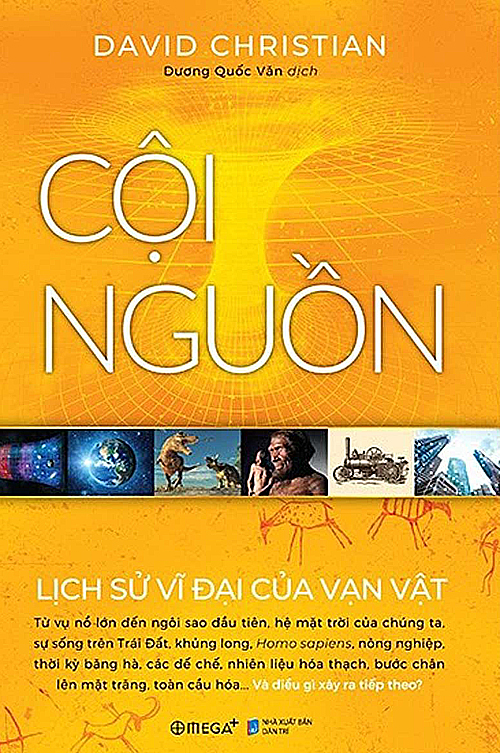 DAVID CHRISTIAN
Dương Quốc Văn dịch
CỘI
NGUỒN
LỊCH SỬ VĨ ĐẠI CỦA VẠN VẬT
Từ vụ nổ lớn đến ngôi sao đầu tiên, hệ mặt trời của chúng ta,
sự sống trên Trái Đất, khủng long, Homo sapiens, nông nghiệp,
thời kỳ băng hà, các đế chế, nhiên liệu hóa thạch, bước chân
lên mặt trăng, toàn cầu hóa... Và điều gì xảy ra tiếp theo?
OMEGA+
NHÀ XUẤT BẢN
DÂN TRÍ